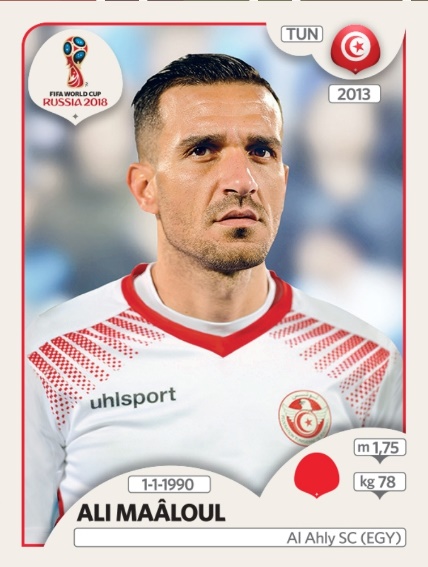 TUN
FIFA WORLD CUP
RUSSIA 2018
2013
uhlsport
m 1,75
kg 78
1-1-1990
ALI MAÂLOUL
Al Ahly SC (EGY)